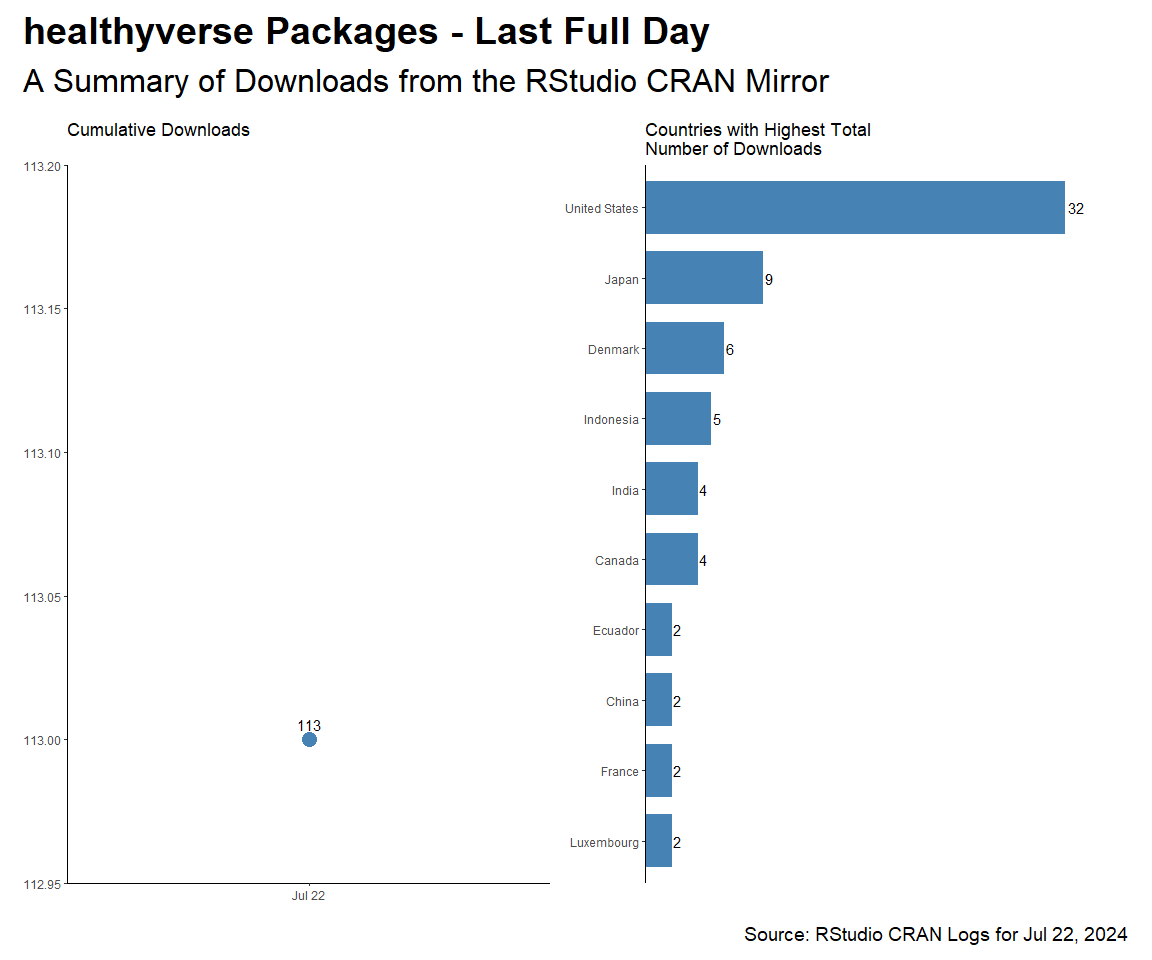 healthyverse Packages - Last Full Day
A Summary of Downloads from the RStudio CRAN Mirror
Cumulative Downloads
113.20
113.15
113.10
113.05
113.00
112.95
113
Jul 22
Countries with Highest Total
Number of Downloads
United States 32
Japan 9
Denmark 6
Indonesia 5
India 4
Canada 4
Ecuador 2
China 2
France 2
Luxembourg 2
Source: RStudio CRAN Logs for Jul 22, 2024